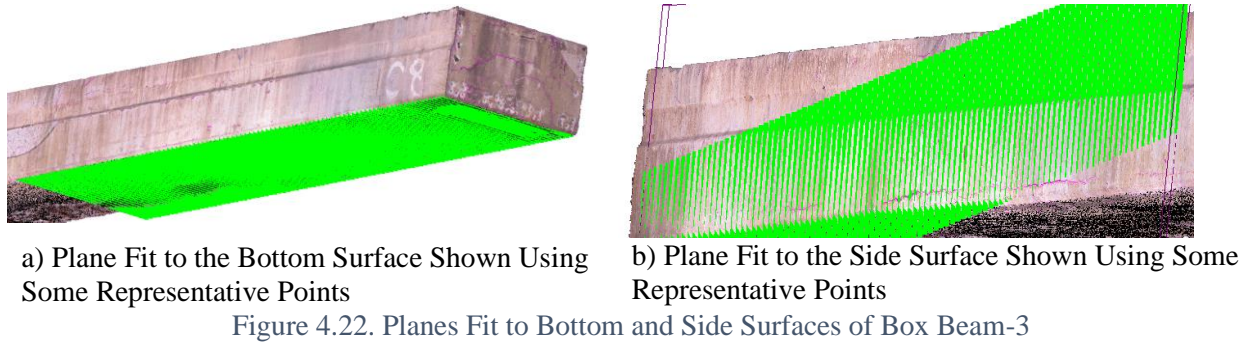 C8
a) Plane Fit to the Bottom Surface Shown Using
Some Representative Points
b) Plane Fit to the Side Surface Shown Using Some
Representative Points
Figure 4.22. Planes Fit to Bottom and Side Surfaces of Box Beam-3